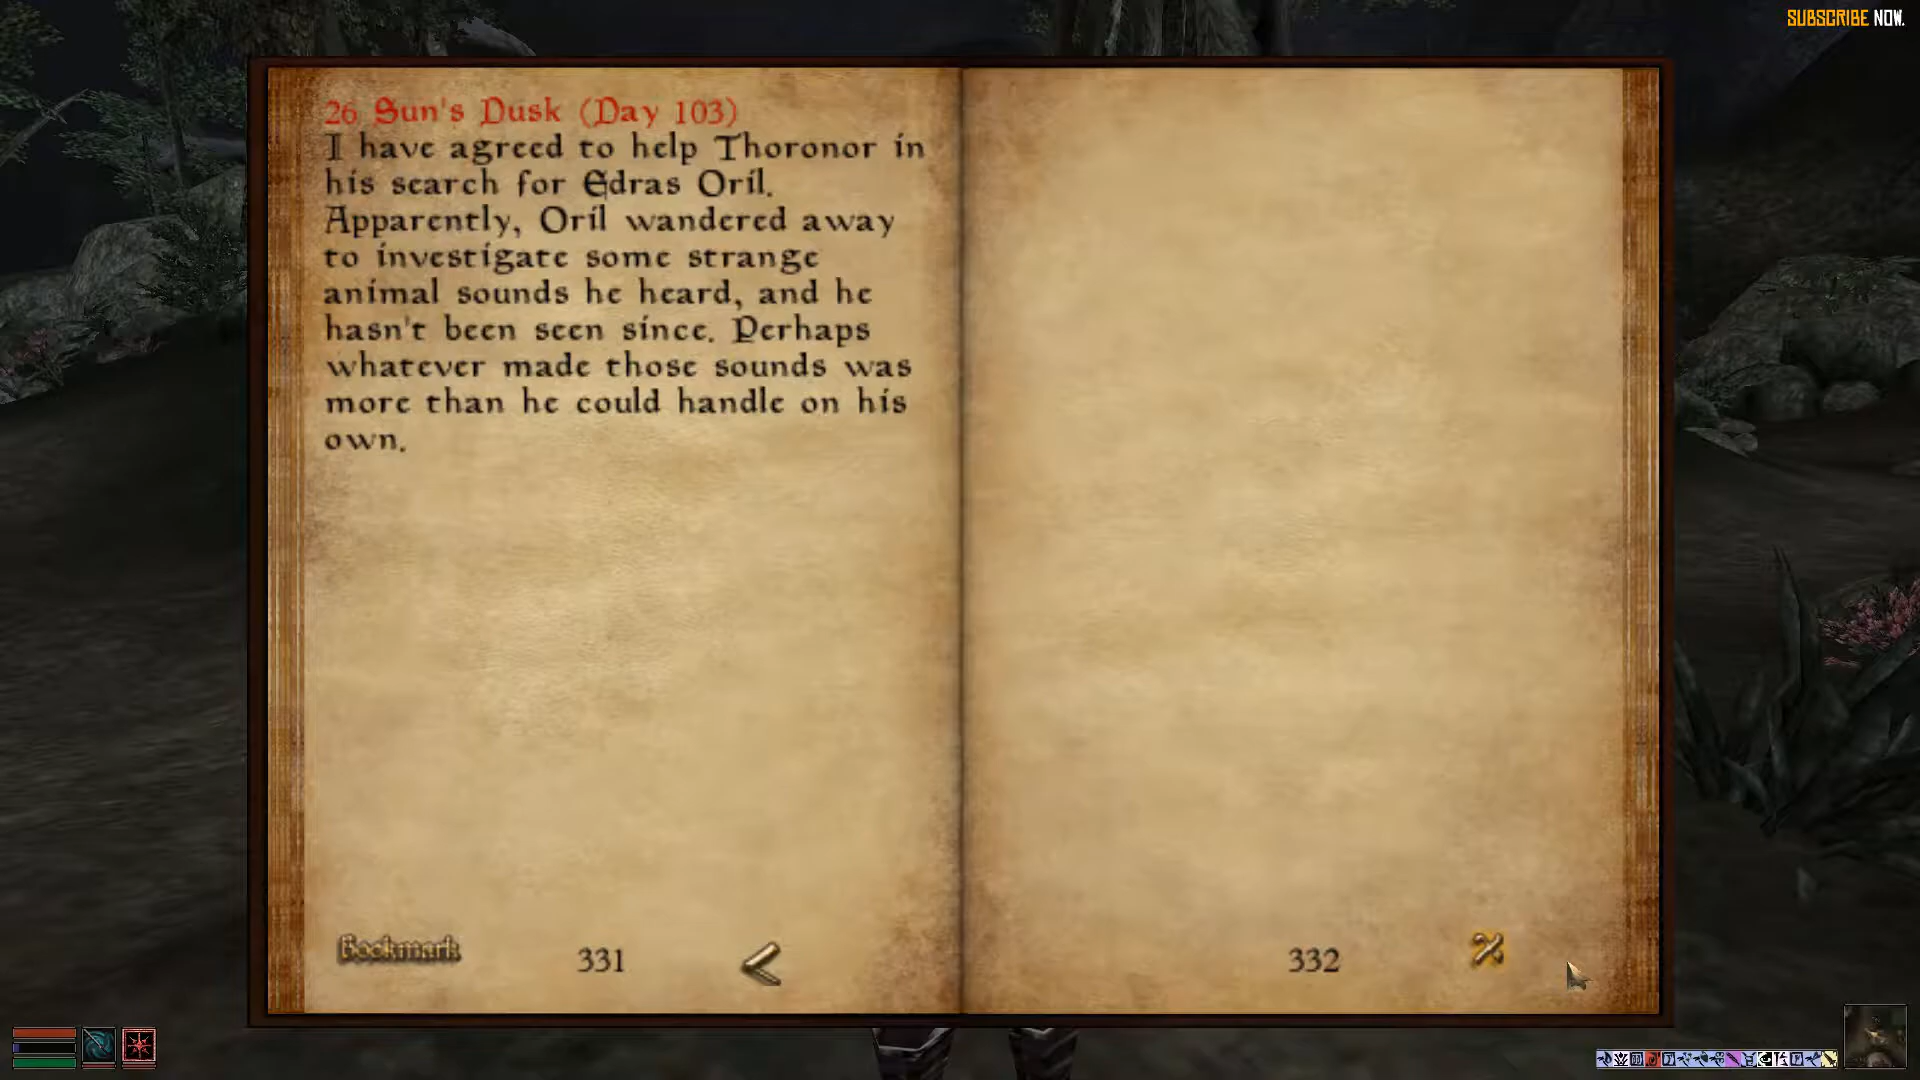 SUBSCRIBE NOW.
26 Sun's Dusk (Day 103)
I have agreed to help Thoronor in
his search for Edras Oril.
Apparently, Oril wandered away
to investigate some strange
animal sounds he heard, and he
hasn't been seen since. Perhaps
whatever made those sounds was
more than he could handle on his
own.
Bookmark
331
332